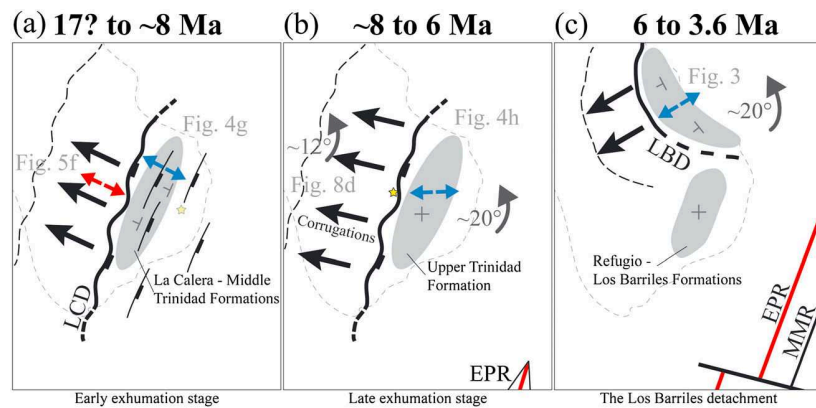 (a) 17? to ~8 Ma
Fig. 4g
Fig. 5f
LCD
La Calera - Middle
Trinidad Formations
Early exhumation stage
(b) ~8 to 6 Ma
Fig. 4h
~12°
Fig. 8d
~20°
Corrugations
Upper Trinidad
Formation
EPR
Late exhumation stage
(c) 6 to 3.6 Ma
Fig. 3
~20°
LBD
Refugio -
Los Barriles Formations
EPR
MMR
The Los Barriles detachment